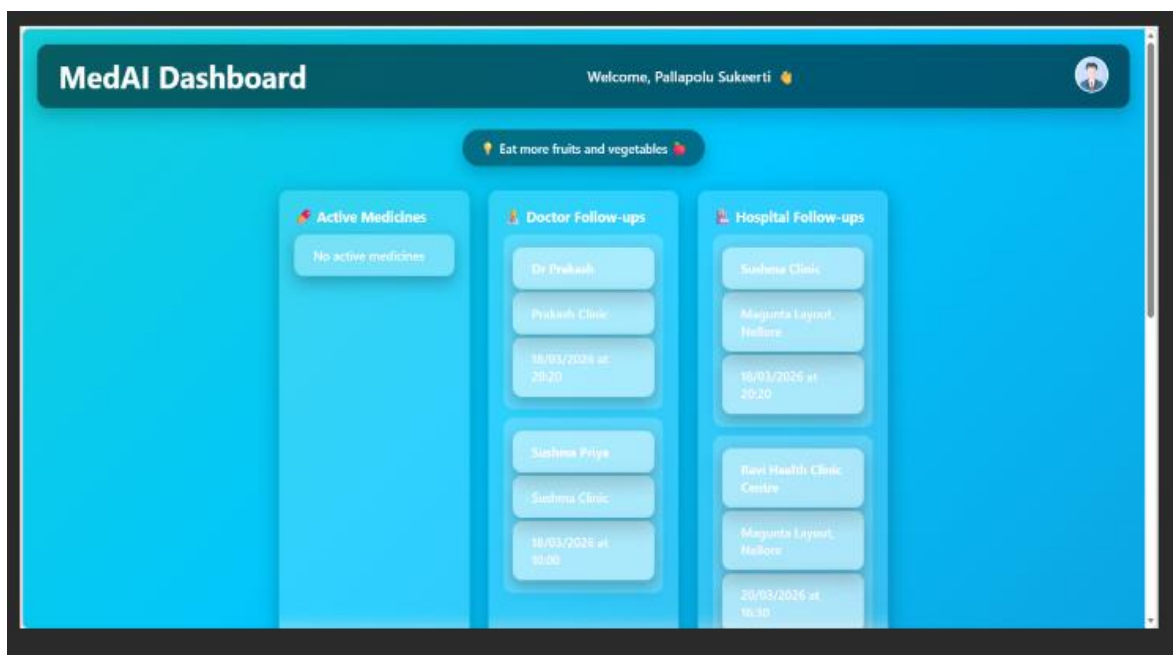 MedAI Dashboard
Welcome, Pallapolu Sukeerti
Eat more fruits and vegetables
Active Medicines
No active medicines
Doctor Follow-ups
Dr Prakash
Prakash Clinic
18/03/2026 at
20:20
Sushma Priya
Sushma Clinic
18/03/2026 at
10:00
Hospital Follow-ups
Sushma Clinic
Magunta Layout,
Nellore
18/03/2026 at
20:20
Ravi Health Clinic
Centre
Magunta Layout,
Nellore
20/03/2026 at
16:30